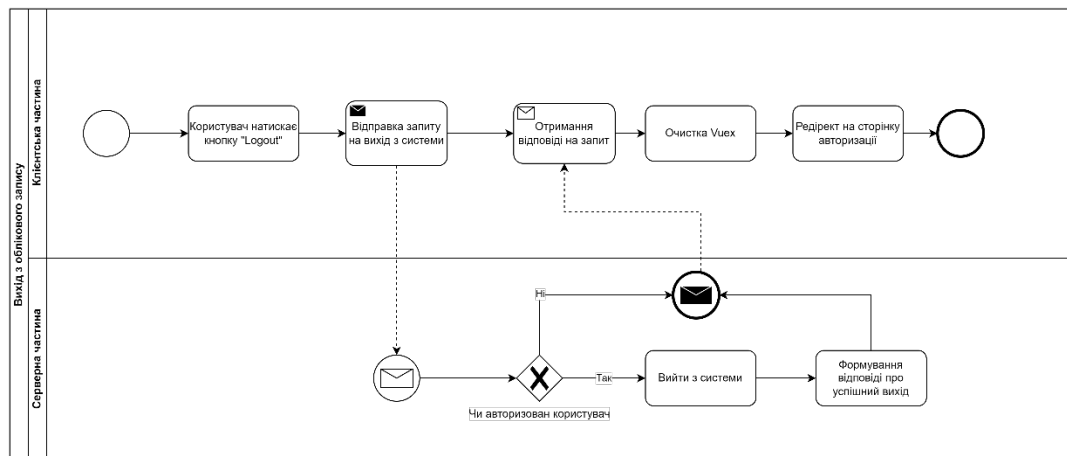 Вихід з облікового запису
Клієнтська частина
Користувач натискає
кнопку "Logout"
Відправка запиту
на вихід з системи
Отримання
відповіді на запит
Очистка Vuex
Редірект на сторінку
авторизації
Серверна частина
Ні
Так
Чи авторизован користувач
Вийти з системи
Формування
відповіді про
успішний вихід